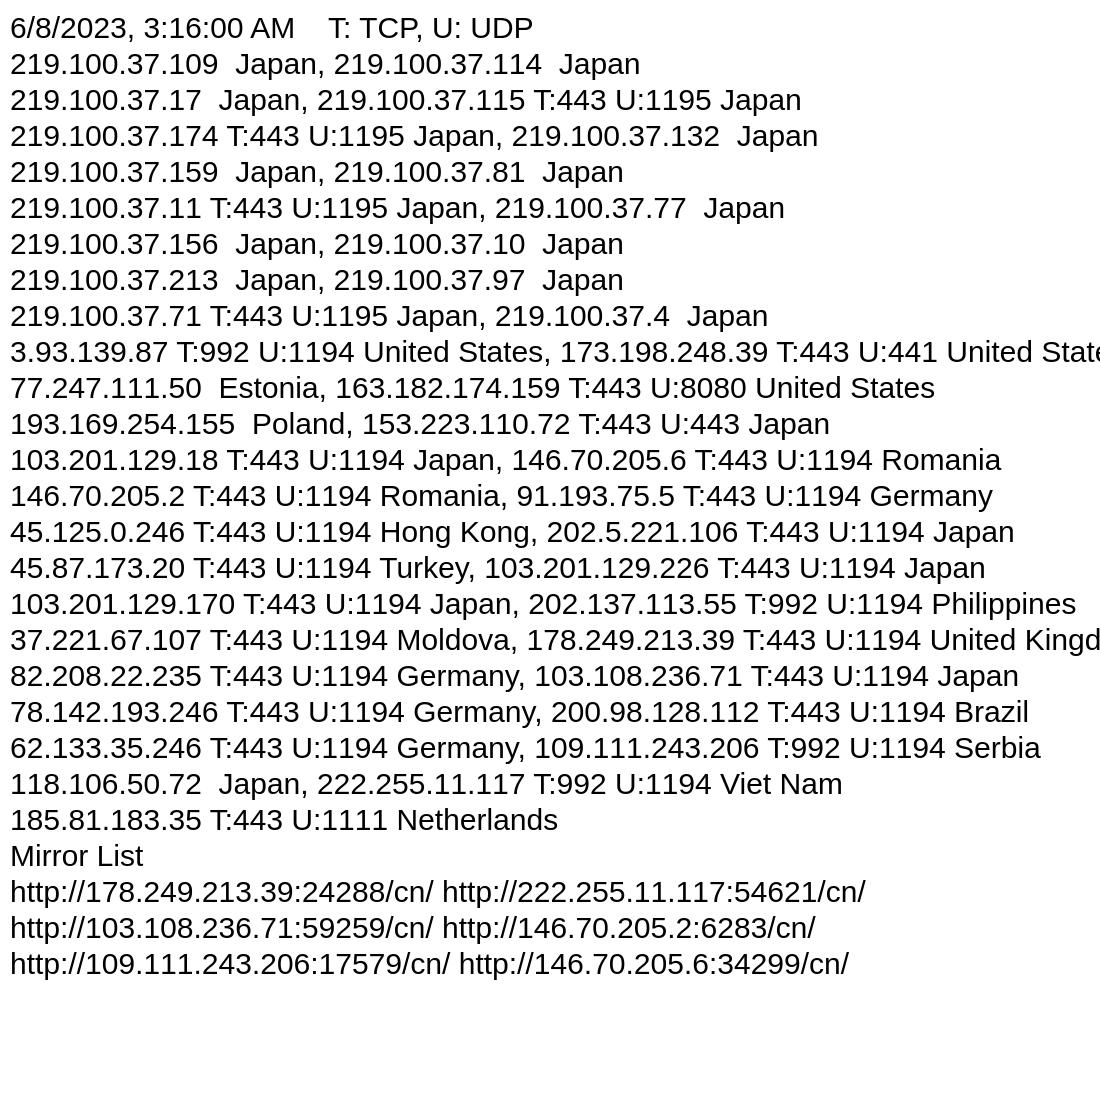 6/8/2023, 3:16:00 AM    T: TCP, U: UDP
219.100.37.109  Japan, 219.100.37.114  Japan
219.100.37.17  Japan, 219.100.37.115 T:443 U:1195 Japan
219.100.37.174 T:443 U:1195 Japan, 219.100.37.132  Japan
219.100.37.159  Japan, 219.100.37.81  Japan
219.100.37.11 T:443 U:1195 Japan, 219.100.37.77  Japan
219.100.37.156  Japan, 219.100.37.10  Japan
219.100.37.213  Japan, 219.100.37.97  Japan
219.100.37.71 T:443 U:1195 Japan, 219.100.37.4  Japan
3.93.139.87 T:992 U:1194 United States, 173.198.248.39 T:443 U:441 United State
77.247.111.50  Estonia, 163.182.174.159 T:443 U:8080 United States
193.169.254.155  Poland, 153.223.110.72 T:443 U:443 Japan
103.201.129.18 T:443 U:1194 Japan, 146.70.205.6 T:443 U:1194 Romania
146.70.205.2 T:443 U:1194 Romania, 91.193.75.5 T:443 U:1194 Germany
45.125.0.246 T:443 U:1194 Hong Kong, 202.5.221.106 T:443 U:1194 Japan
45.87.173.20 T:443 U:1194 Turkey, 103.201.129.226 T:443 U:1194 Japan
103.201.129.170 T:443 U:1194 Japan, 202.137.113.55 T:992 U:1194 Philippines
37.221.67.107 T:443 U:1194 Moldova, 178.249.213.39 T:443 U:1194 United Kingd
82.208.22.235 T:443 U:1194 Germany, 103.108.236.71 T:443 U:1194 Japan
78.142.193.246 T:443 U:1194 Germany, 200.98.128.112 T:443 U:1194 Brazil
62.133.35.246 T:443 U:1194 Germany, 109.111.243.206 T:992 U:1194 Serbia
118.106.50.72  Japan, 222.255.11.117 T:992 U:1194 Viet Nam
185.81.183.35 T:443 U:1111 Netherlands
Mirror List
http://178.249.213.39:24288/cn/ http://222.255.11.117:54621/cn/
http://103.108.236.71:59259/cn/ http://146.70.205.2:6283/cn/
http://109.111.243.206:17579/cn/ http://146.70.205.6:34299/cn/